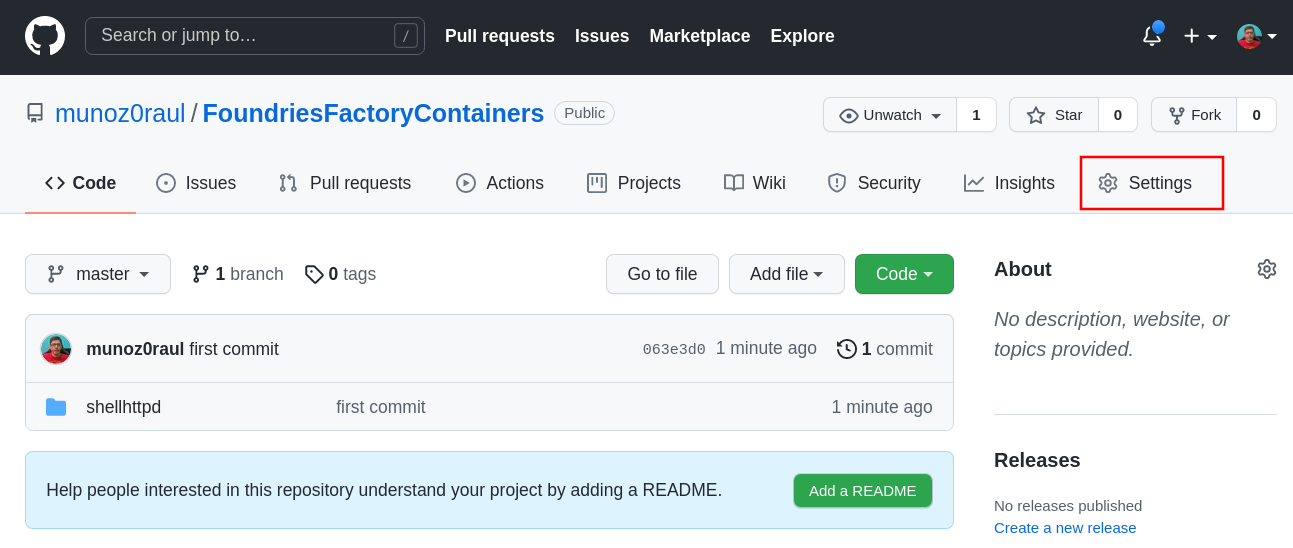 Search or jump to… / Pull requests Issues Marketplace Explore
munoz0raul / FoundriesFactoryContainers Public Unwatch 1 Star 0 Fork 0
Code Issues Pull requests Actions Projects Wiki Security Insights Settings
master 1 branch 0 tags Go to file Add file Code
About
No description, website, or
topics provided.
munoz0raul first commit 063e3d0 1 minute ago 1 commit
shellhttpd first commit 1 minute ago
Help people interested in this repository understand your project by adding a README. Add a README
Releases
No releases published
Create a new release